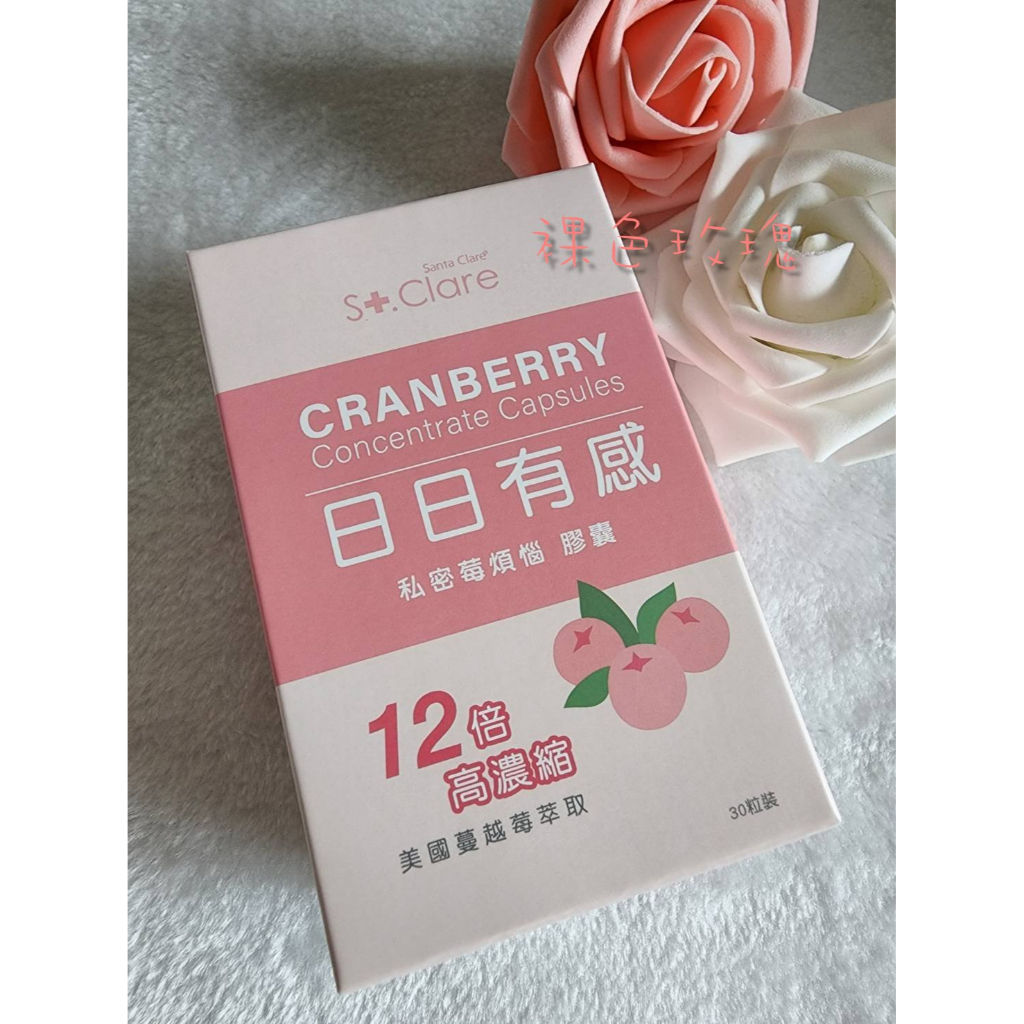 裸色玫瑰
Santa Clare®
St.Clare
CRANBERRY
Concentrate Capsules
日日有感
私密莓煩惱 膠囊
12倍
高濃縮
美國蔓越莓萃取
30粒裝